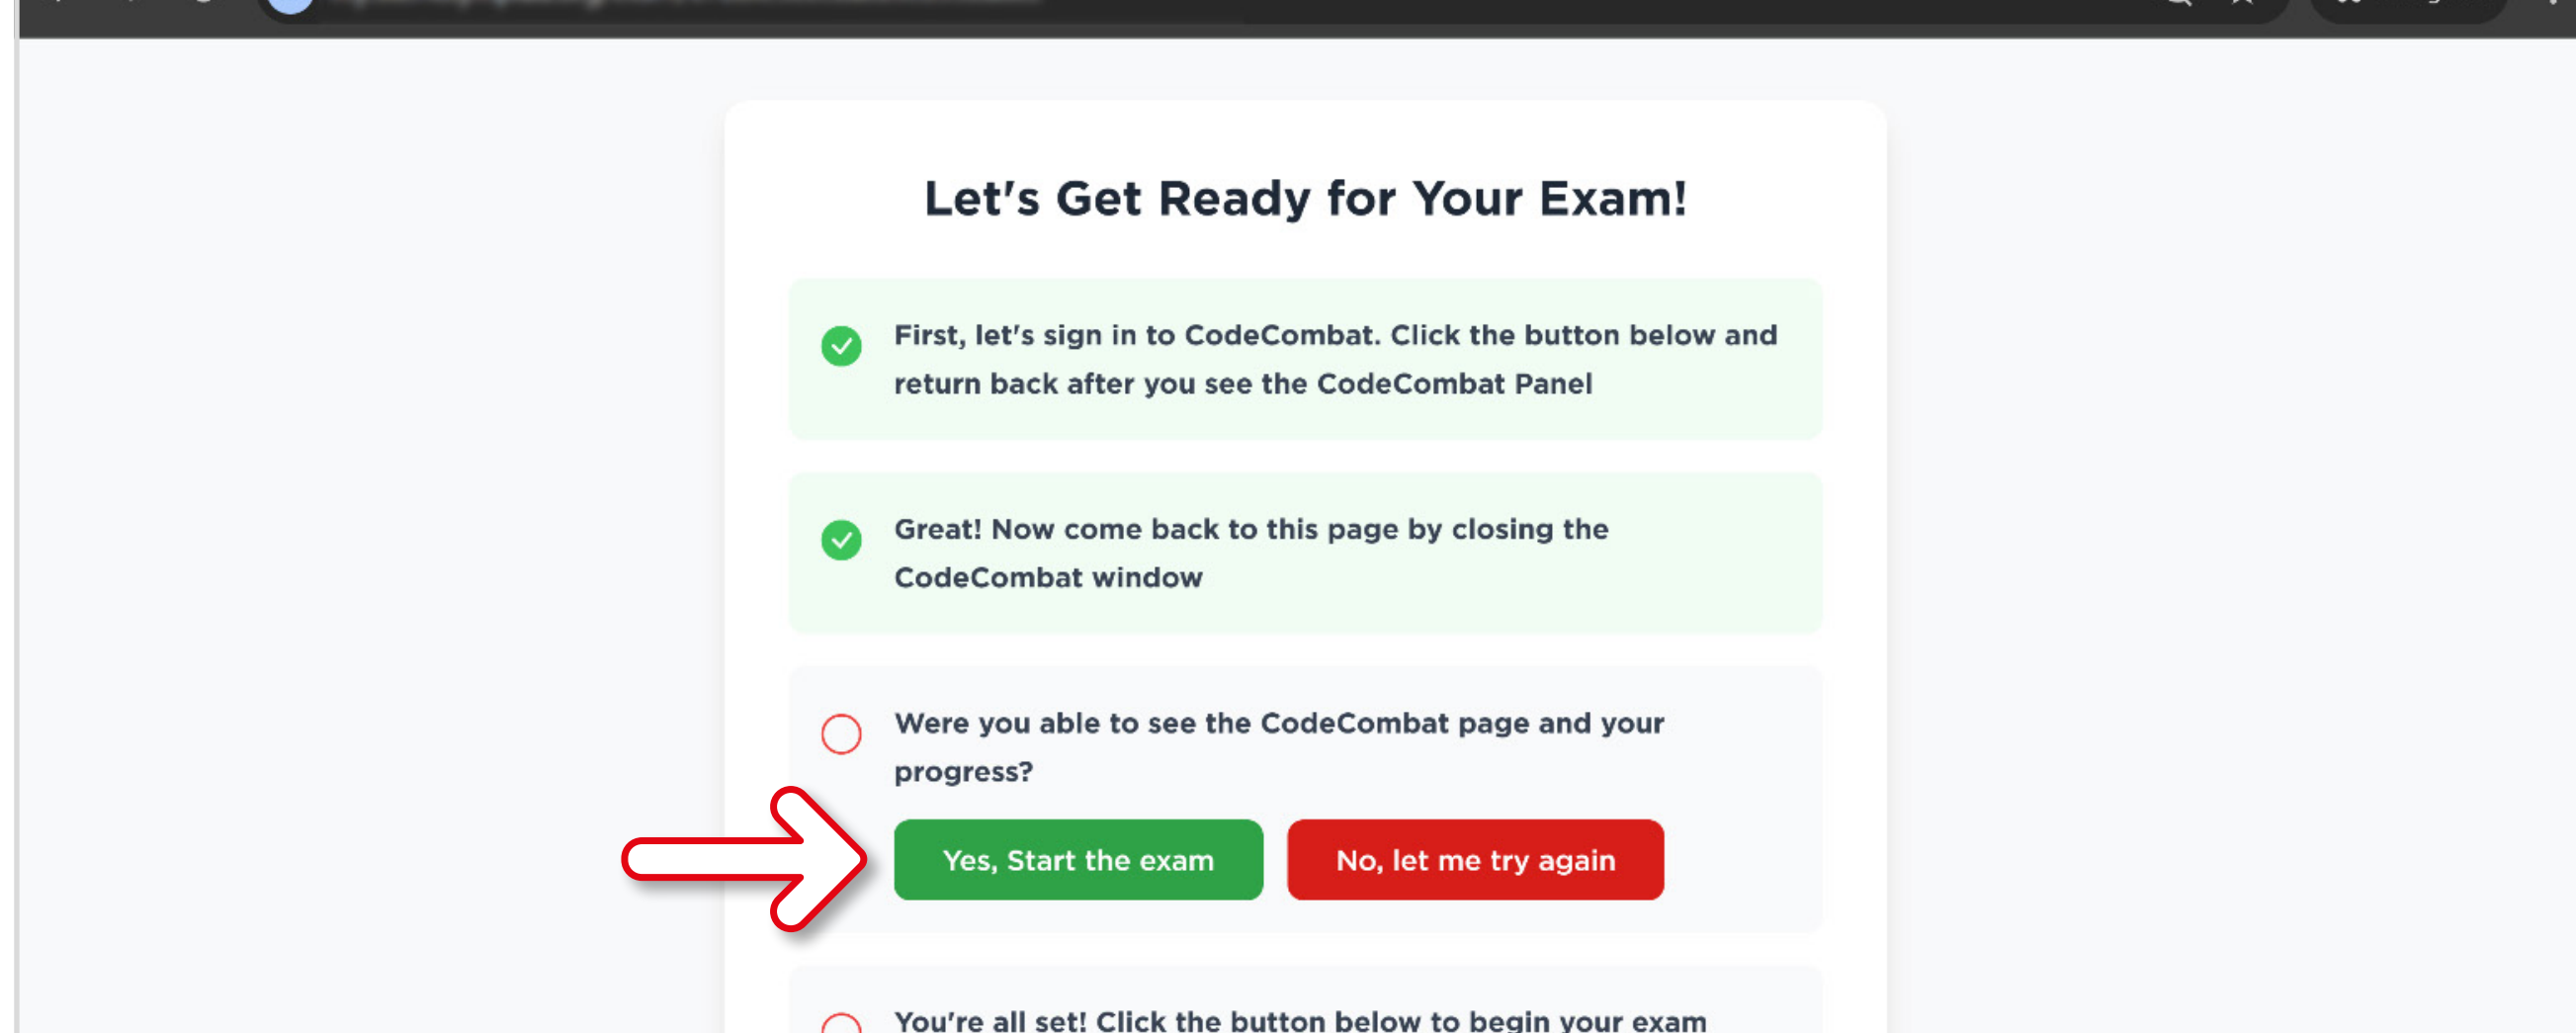 Let's Get Ready for Your Exam!
First, let's sign in to CodeCombat. Click the button below and
return back after you see the CodeCombat Panel
Great! Now come back to this page by closing the
CodeCombat window
Were you able to see the CodeCombat page and your
progress?
Yes, Start the exam
No, let me try again
You're all set! Click the button below to begin your exam